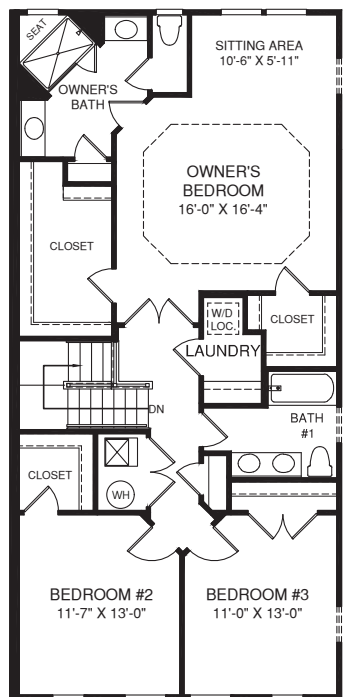 SEAT
SITTING AREA
10'-6" X 5'-11"
OWNER'S
BATH
OWNER'S
BEDROOM
16'-0" X 16'-4"
CLOSET
W/D
LOC.
CLOSET
LAUNDRY
DN
BATH
#1
CLOSET
WH
BEDROOM #2
11'-7" X 13'-0"
BEDROOM #3
11'-0" X 13'-0"